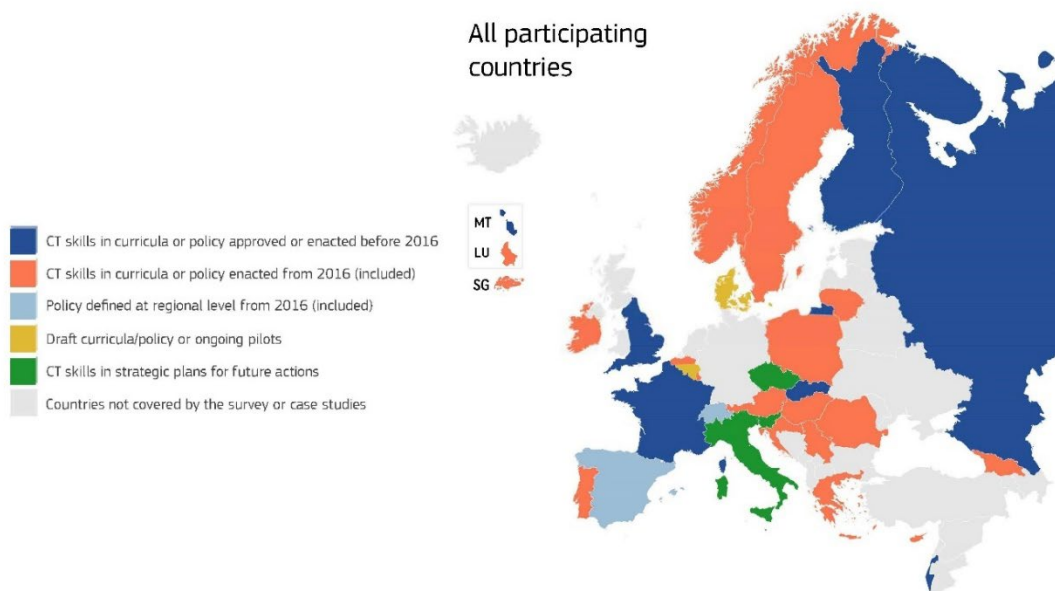 All participating
countries
MT
LU
SG
CT skills in curricula or policy approved or enacted before 2016
CT skills in curricula or policy enacted from 2016 (included)
Policy defined at regional level from 2016 (included)
Draft curricula/policy or ongoing pilots
CT skills in strategic plans for future actions
Countries not covered by the survey or case studies